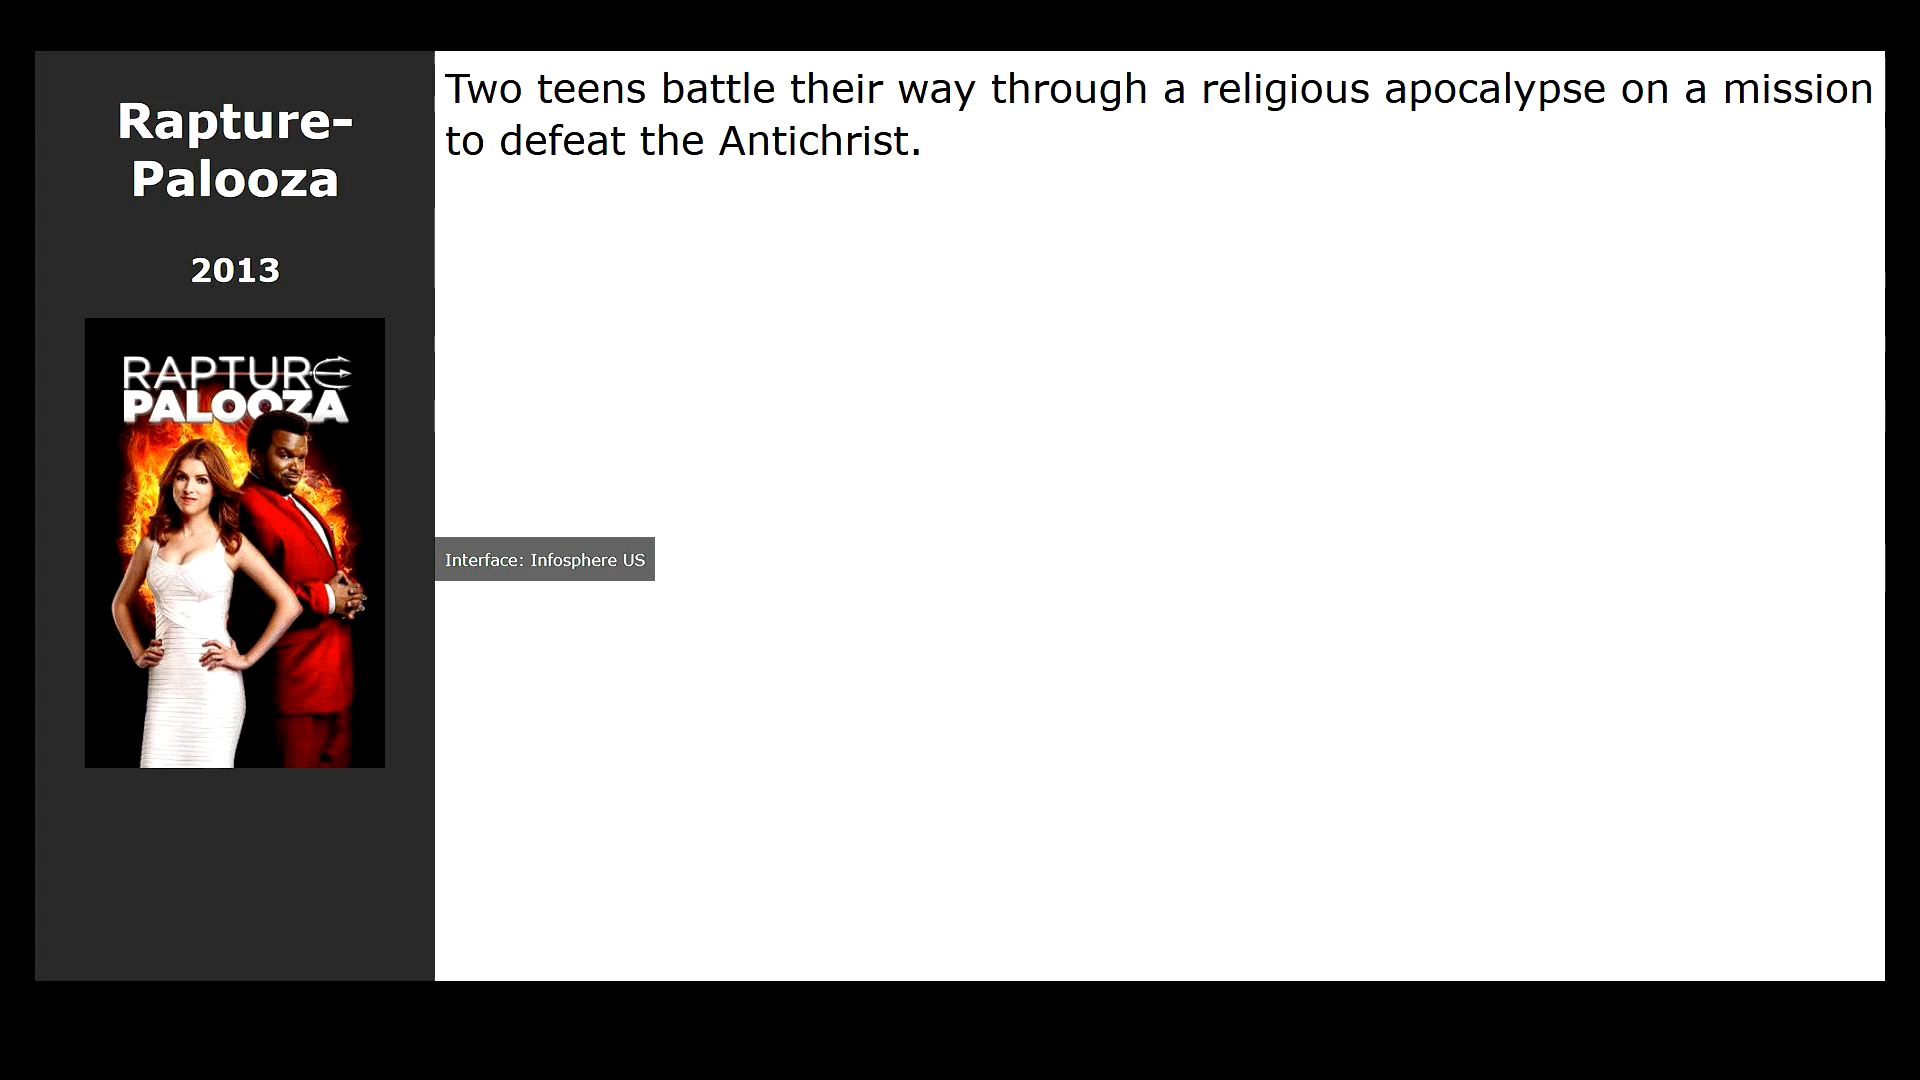 Rapture-
Palooza
2013
RAPTURE
PALOOZA
Two teens battle their way through a religious apocalypse on a mission
to defeat the Antichrist.
Interface: Infosphere US